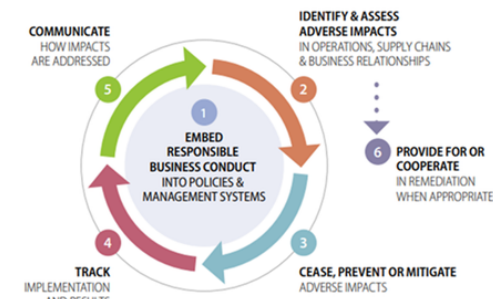 1
EMBED
RESPONSIBLE
BUSINESS CONDUCT
INTO POLICIES &
MANAGEMENT SYSTEMS
2
IDENTIFY & ASSESS
ADVERSE IMPACTS
IN OPERATIONS, SUPPLY CHAINS
& BUSINESS RELATIONSHIPS
3
CEASE, PREVENT OR MITIGATE
ADVERSE IMPACTS
4
TRACK
IMPLEMENTATION
AND RESULTS
5
COMMUNICATE
HOW IMPACTS
ARE ADDRESSED
6
PROVIDE FOR OR
COOPERATE
IN REMEDIATION
WHEN APPROPRIATE